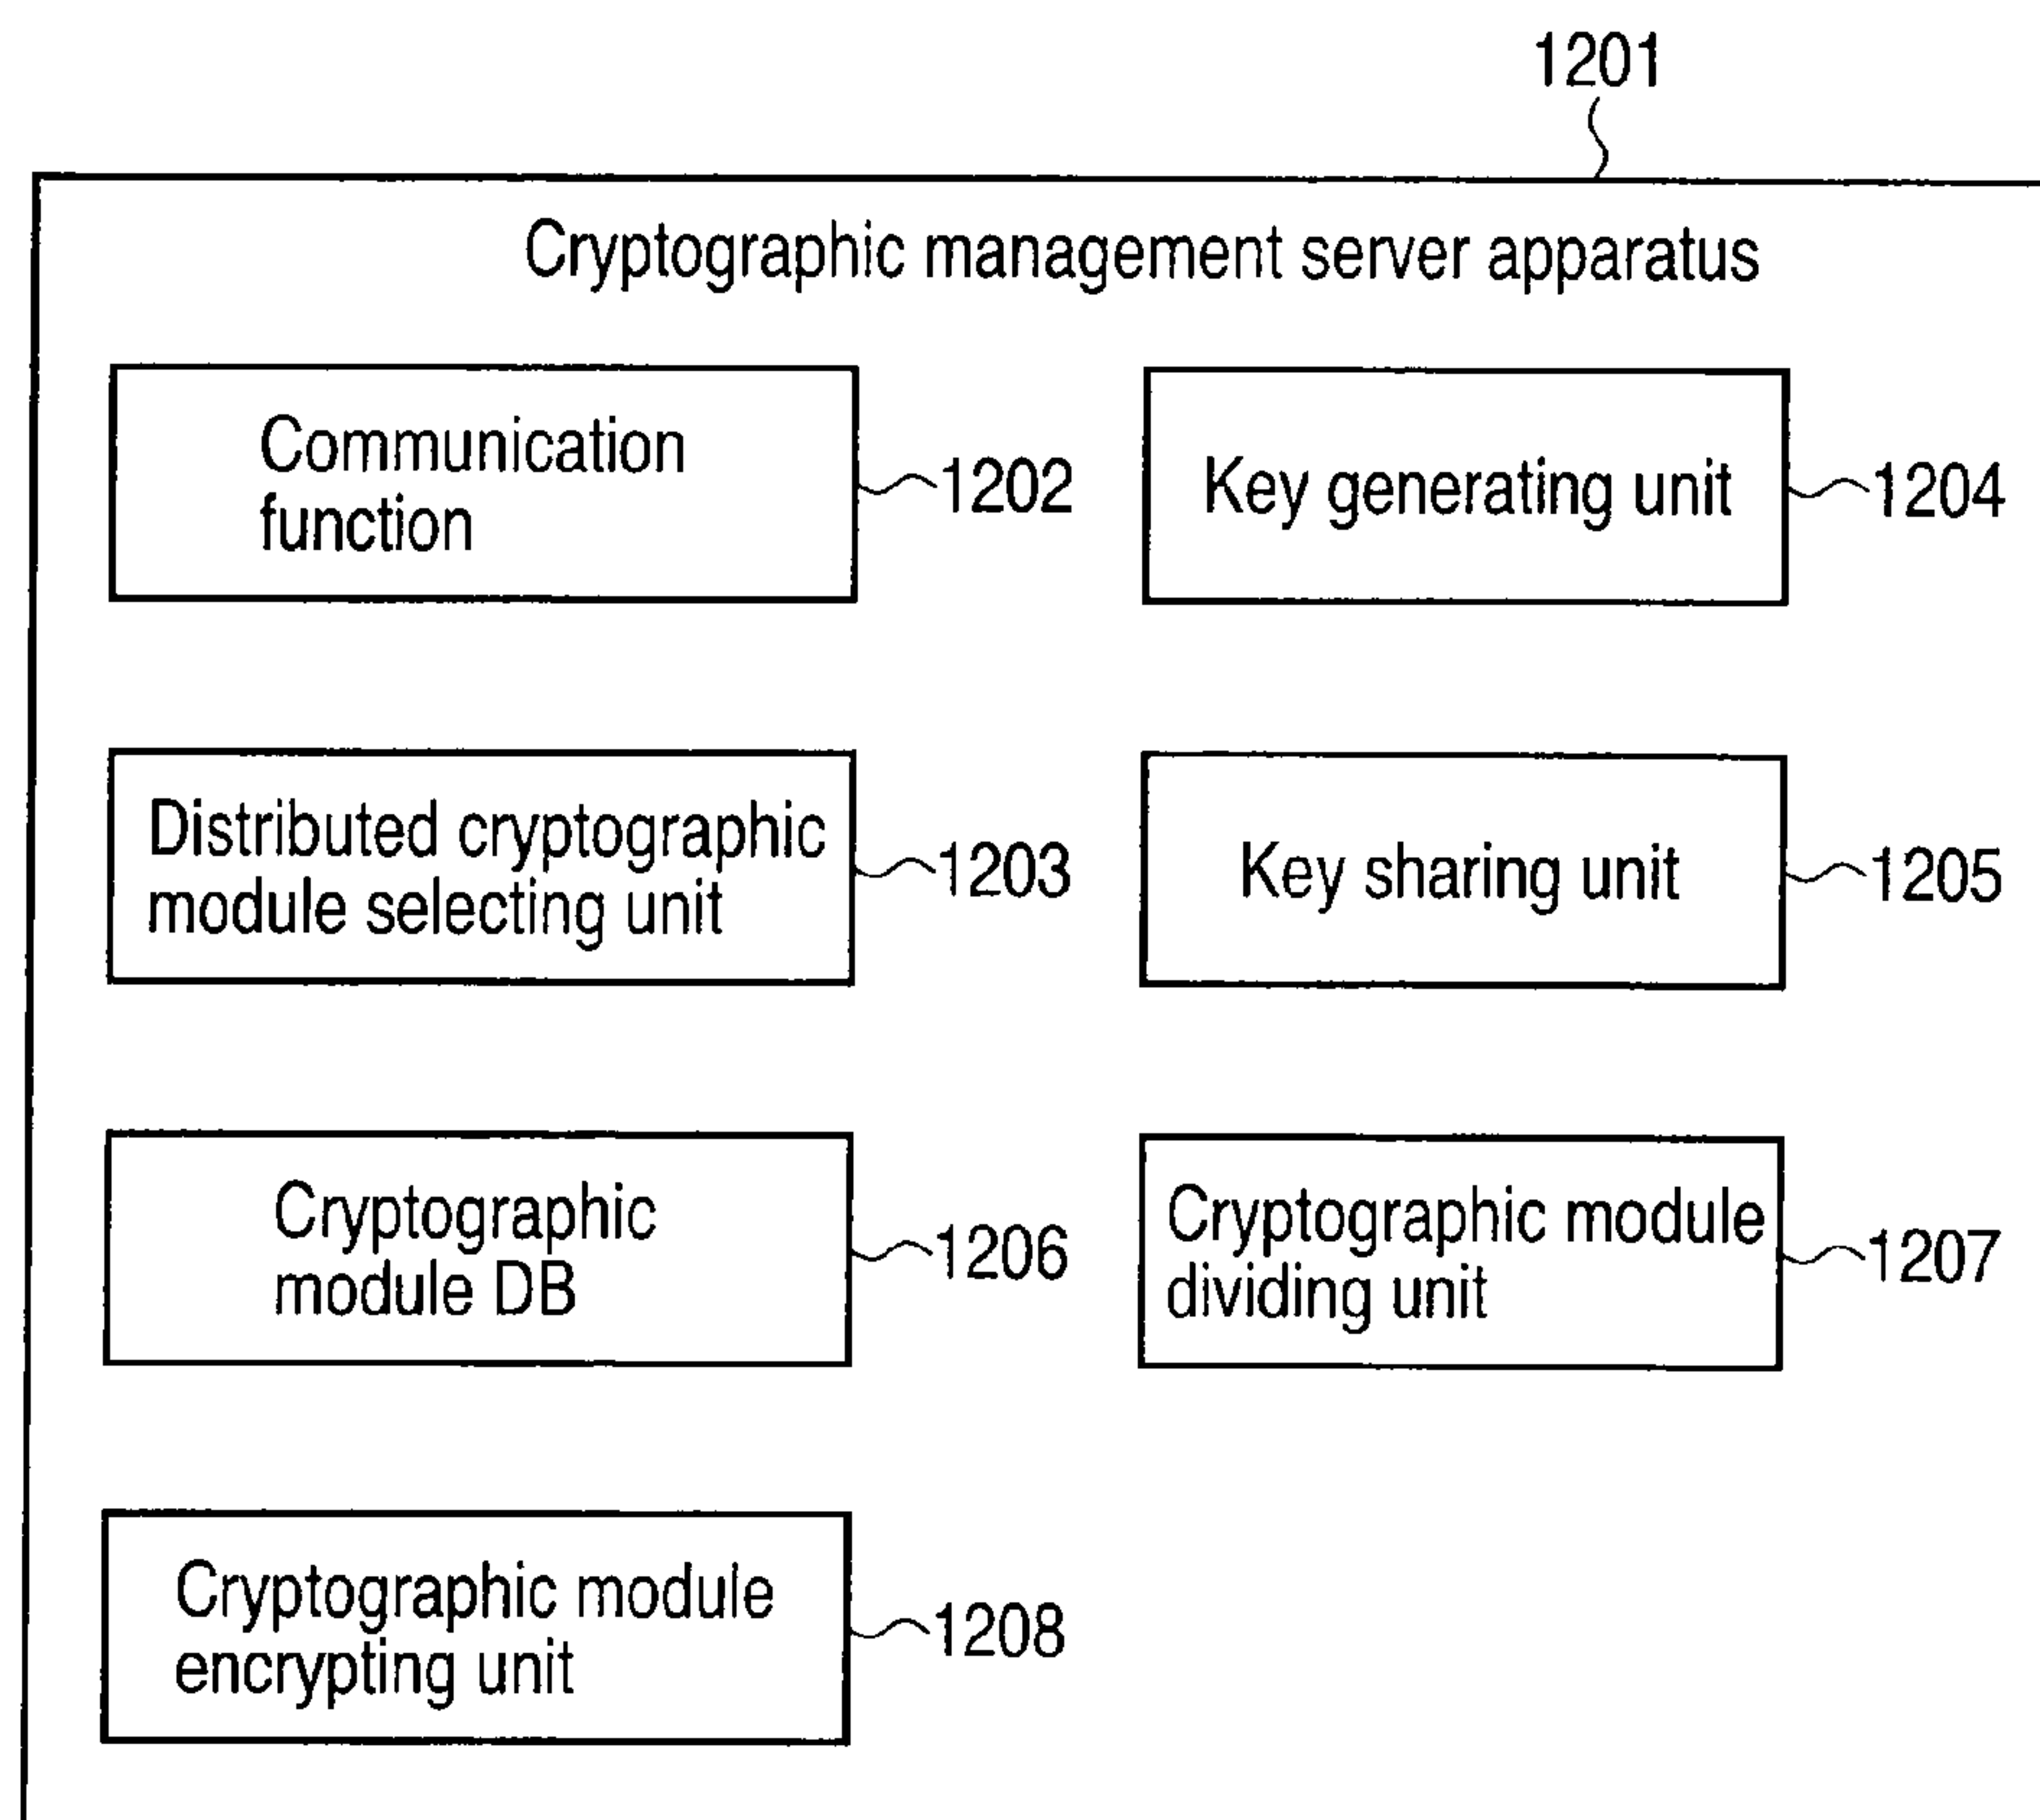 1201
Cryptographic management server apparatus
Communication
function
1202
Key generating unit
1204
Distributed cryptographic
module selecting unit
1203
Key sharing unit
1205
Cryptographic
module DB
1206
Cryptographic module
dividing unit
1207
Cryptographic module
encrypting unit
1208